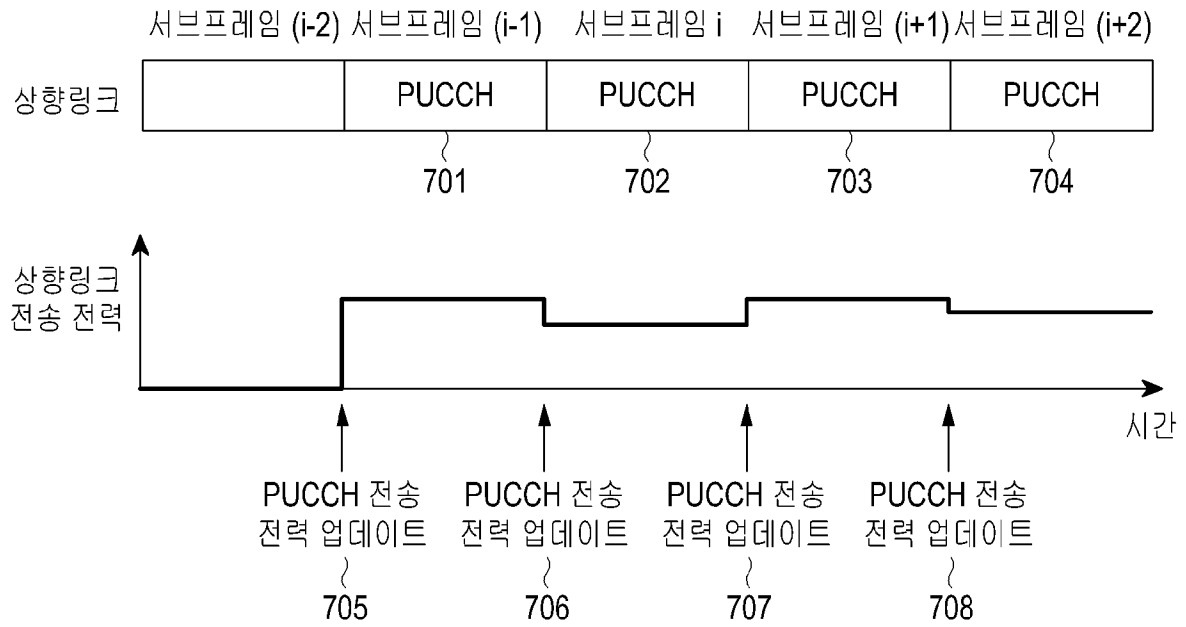 서브프레임 (i-2) 서브프레임 (i-1) 서브프레임 i 서브프레임 (i+1) 서브프레임 (i+2)
상향링크 PUCCH PUCCH PUCCH PUCCH
701 702 703 704
상향링크
전송 전력
시간
PUCCH 전송 PUCCH 전송 PUCCH 전송 PUCCH 전송
전력 업데이트 전력 업데이트 전력 업데이트 전력 업데이트
705 706 707 708